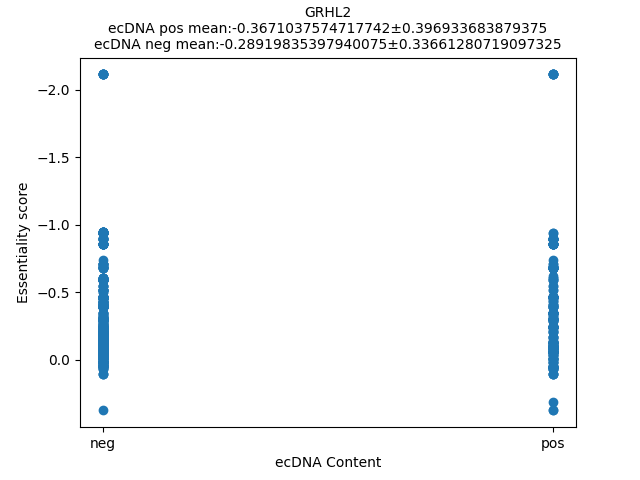 GRHL2
ecDNA pos mean:-0.3671037574717742±0.396933683879375
ecDNA neg mean:-0.28919835397940075±0.33661280719097325
−2.0
−1.5
−1.0
−0.5
0.0
Essentiality score
neg
pos
ecDNA Content